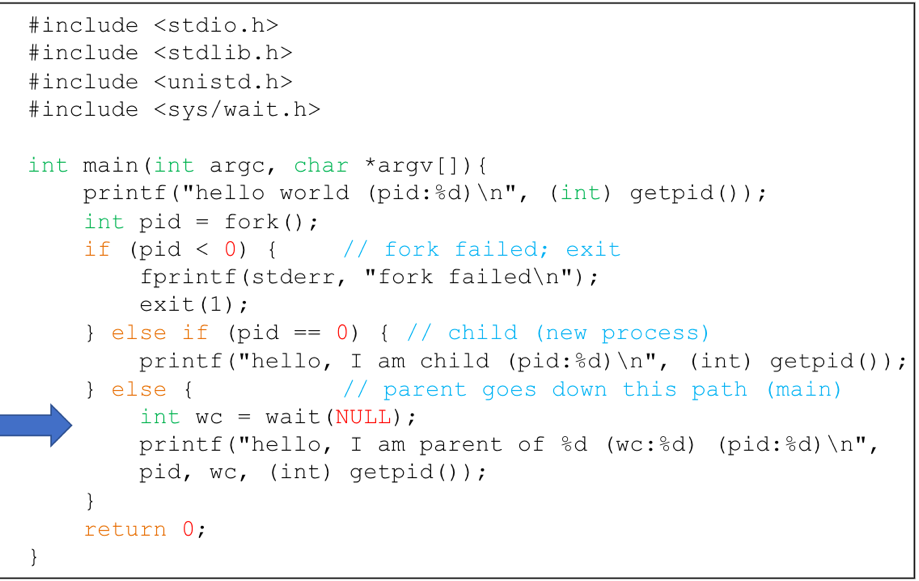 #include <stdio.h>
#include <stdlib.h>
#include <unistd.h>
#include <sys/wait.h>
int main(int argc, char *argv[]){
printf("hello world (pid:%d)\n", (int) getpid());
int pid = fork();
if (pid < 0) { // fork failed; exit
fprintf(stderr, "fork failed\n");
exit(1);
} else if (pid == 0) { // child (new process)
printf("hello, I am child (pid:%d)\n", (int) getpid());
} else { // parent goes down this path (main)
int wc = wait(NULL);
printf("hello, I am parent of %d (wc:%d) (pid:%d)\n",
pid, wc, (int) getpid());
}
return 0;
}